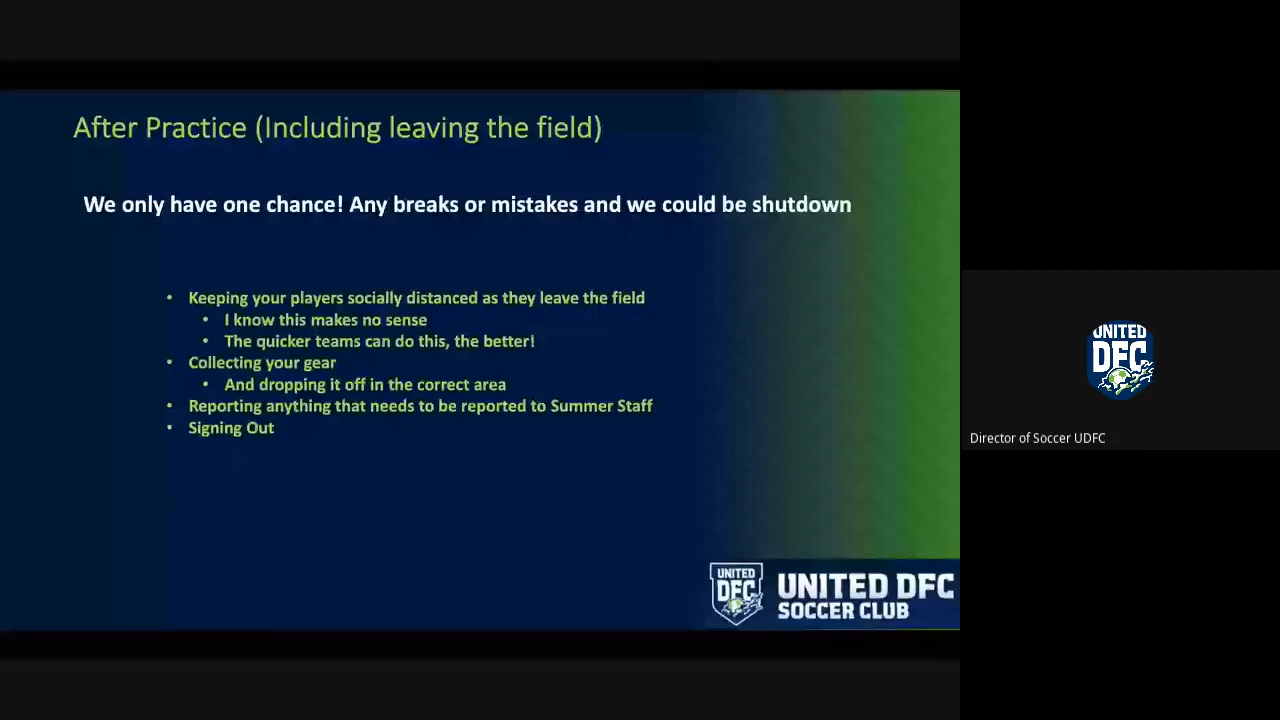 After Practice (Including leaving the field)
We only have one chance! Any breaks or mistakes and we could be shutdown
• Keeping your players socially distanced as they leave the field
• I know this makes no sense
• The quicker teams can do this, the better!
• Collecting your gear
• And dropping it off in the correct area
• Reporting anything that needs to be reported to Summer Staff
• Signing Out
UNITED
DFC
UNITED DFC
SOCCER CLUB
UNITED
DFC
Director of Soccer UDFC